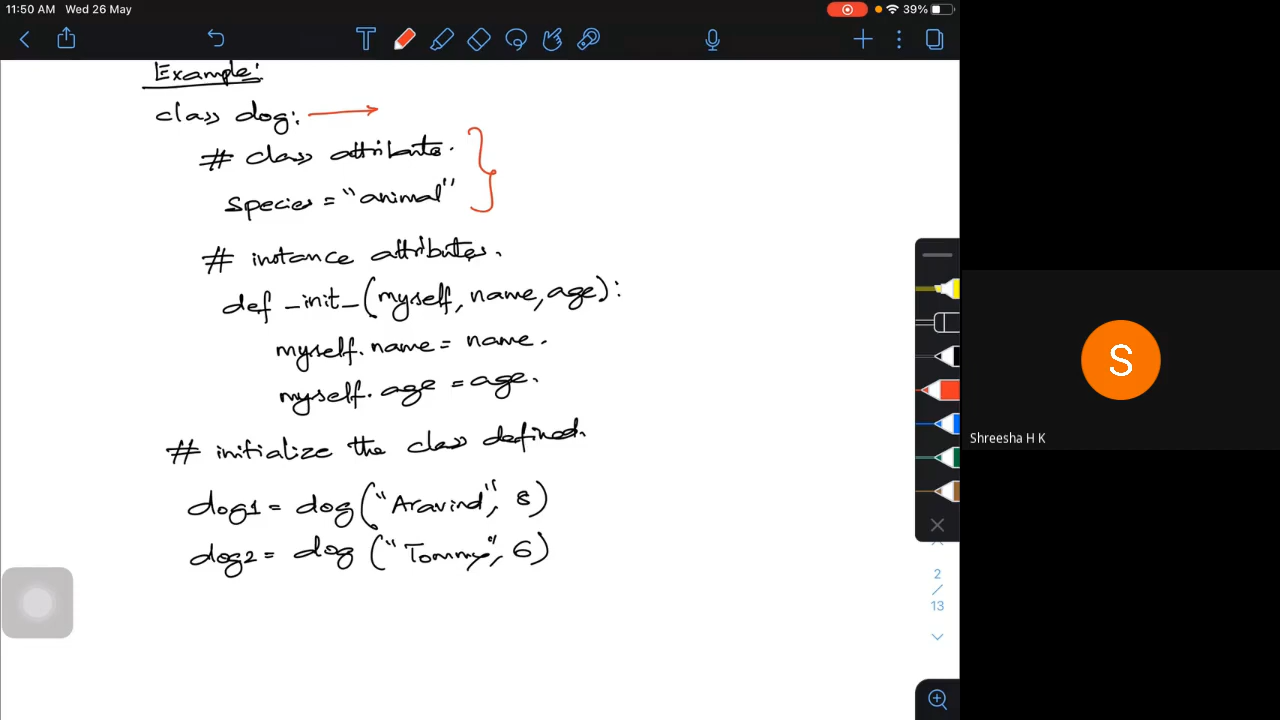 11:50 AM Wed 26 May
39%
Example:
class dog:
# class attributes.
species = "animal"
# instance attributes.
def _init_(myself, name, age):
myself.name = name.
myself.age = age.
# initialize the class defined.
dog1 = dog("Aravind", 8)
dog2 = dog("Tommy", 6)
2
/
13
S
Shreesha H K